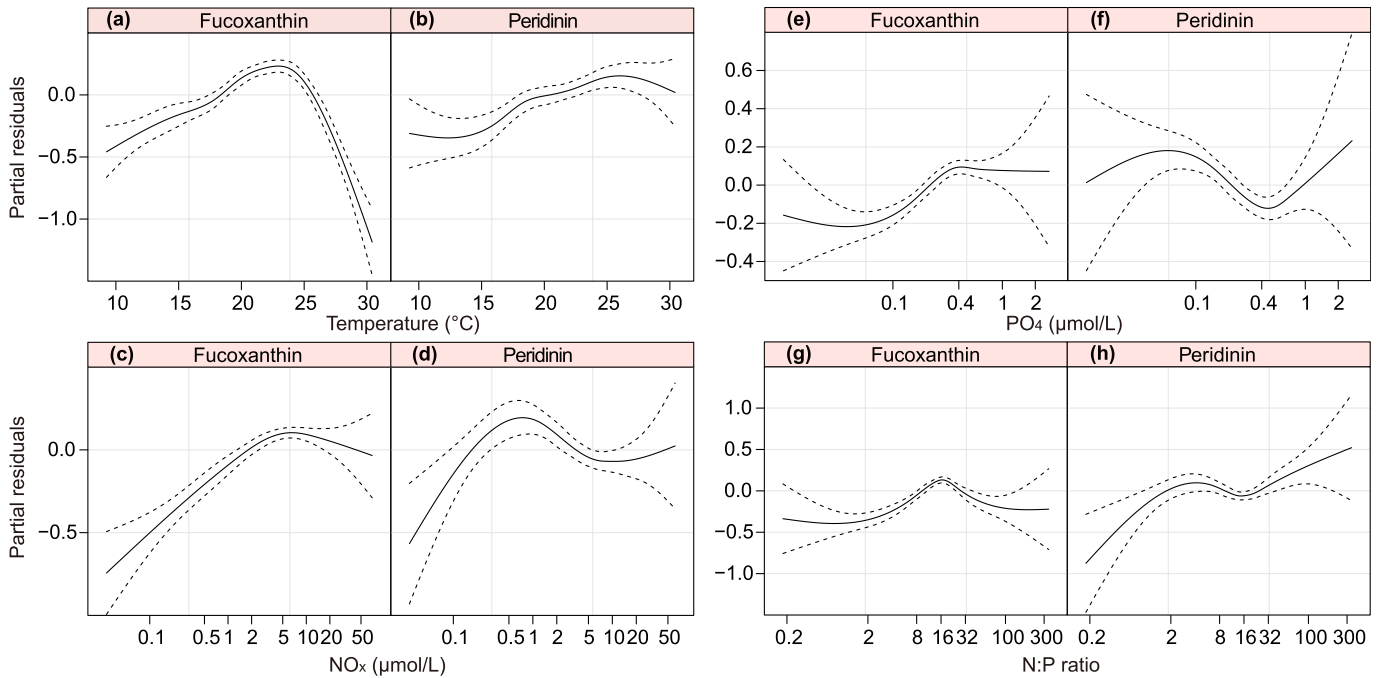 (a) Fucoxanthin (b) Peridinin
0.0
−0.5
−1.0
Partial residuals
10 15 20 25 30 10 15 20 25 30
Temperature (°C)
(e) Fucoxanthin (f) Peridinin
0.6
0.4
0.2
0.0
−0.2
−0.4
0.1 0.4 1 2 0.1 0.4 1 2
PO4 (μmol/L)
(c) Fucoxanthin (d) Peridinin
0.0
−0.5
Partial residuals
0.1 0.5 1 2 5 10 20 50 0.1 0.5 1 2 5 10 20 50
NOx (μmol/L)
(g) Fucoxanthin (h) Peridinin
1.0
0.5
0.0
−0.5
−1.0
0.2 2 8 16 32 100 300 0.2 2 8 16 32 100 300
N:P ratio